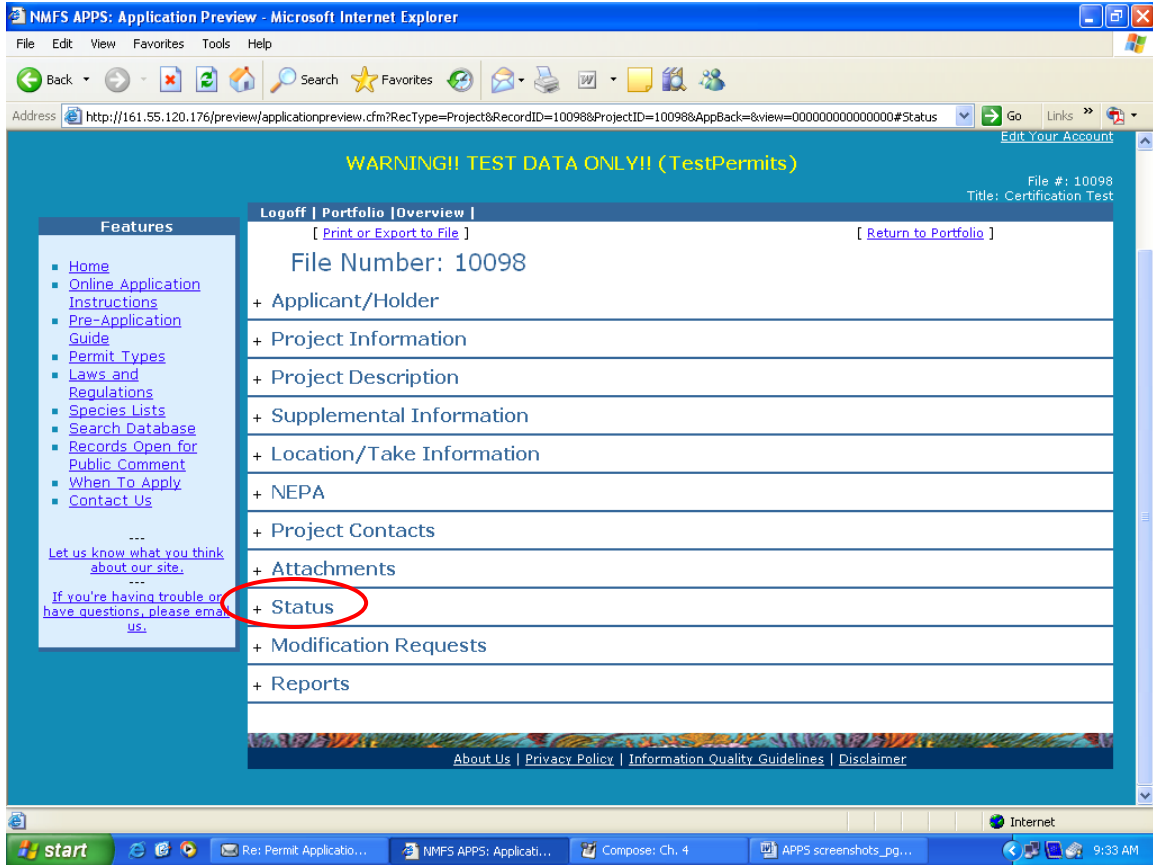 NMFS APPS: Application Preview - Microsoft Internet Explorer
File Edit View Favorites Tools Help
Back Search Favorites
Address http://161.55.120.176/preview/applicationpreview.cfm?RecType=Project&RecordID=10098&ProjectID=10098&AppBack=&view=000000000000000#Status Go Links »
Edit Your Account
WARNING!! TEST DATA ONLY!! (TestPermits)
File #: 10098
Title: Certification Test
Logoff | Portfolio |Overview |
[ Print or Export to File ] [ Return to Portfolio ]
Features
Home
Online Application
Instructions
Pre-Application
Guide
Permit Types
Laws and
Regulations
Species Lists
Search Database
Records Open for
Public Comment
When To Apply
Contact Us
---
Let us know what you think
about our site.
---
If you're having trouble or
have questions, please email
us.
File Number: 10098
+ Applicant/Holder
+ Project Information
+ Project Description
+ Supplemental Information
+ Location/Take Information
+ NEPA
+ Project Contacts
+ Attachments
+ Status
+ Modification Requests
+ Reports
About Us | Privacy Policy | Information Quality Guidelines | Disclaimer
Internet
start Re: Permit Applicatio... NMFS APPS: Applicati... Compose: Ch. 4 APPS screenshots_pg... 9:33 AM